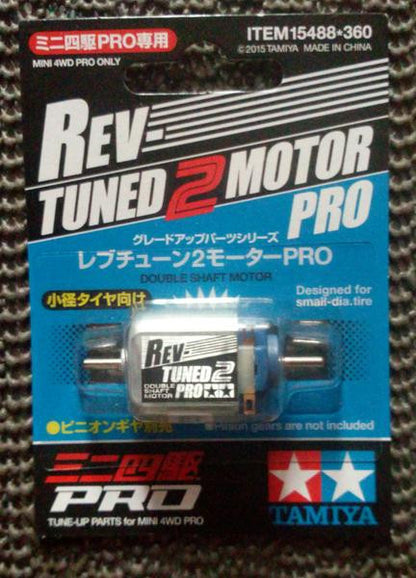 ミニ四駆PRO専用
ITEM15488*360
MINI 4WD PRO ONLY
©2015 TAMIYA MADE IN CHINA
REV-
TUNED 2 MOTOR
PRO
グレードアップパーツシリーズ
レブチューン2モーターPRO
DOUBLE SHAFT MOTOR
小径タイヤ向け
Designed for
small-dia.tire
REV-
TUNED2
DOUBLE
SHAFT
MOTOR
PRO
●ピニオンギヤ別売
●Pinion gears are not included
ミニ四駆
PRO
TUNE-UP PARTS for MINI 4WD PRO
TAMIYA